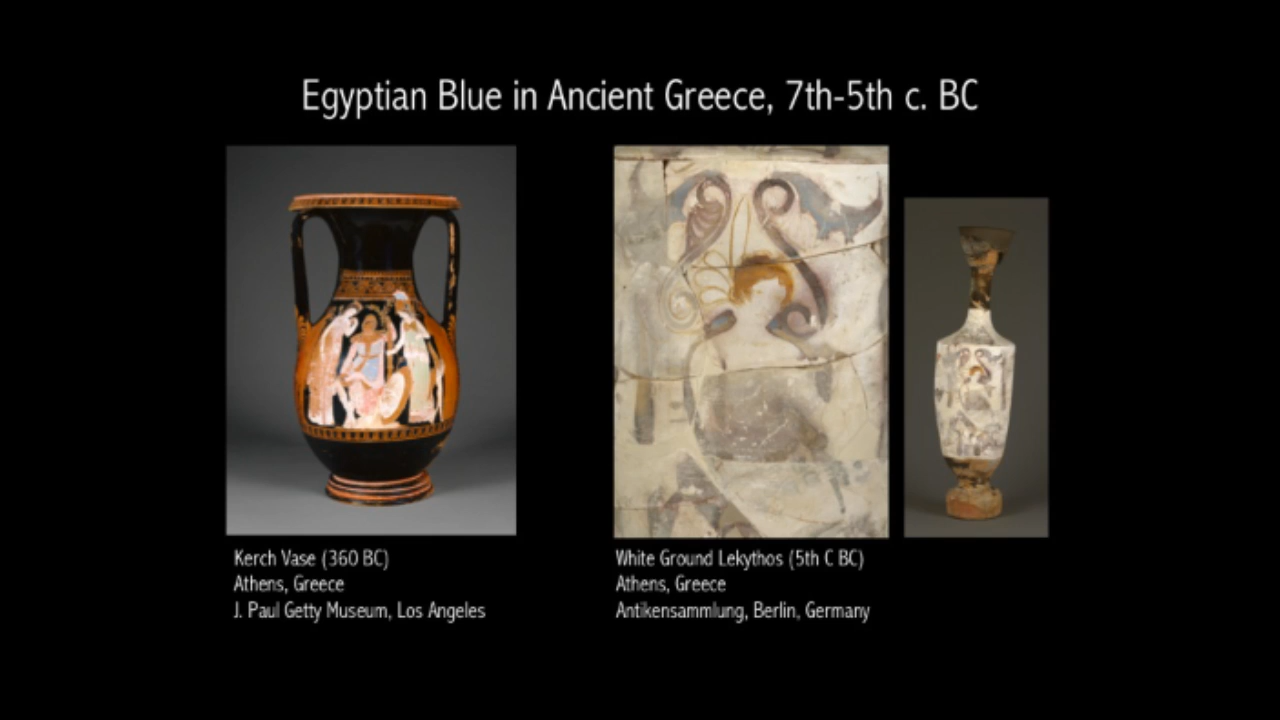 Egyptian Blue in Ancient Greece, 7th-5th c. BC
Kerch Vase (360 BC)
Athens, Greece
J. Paul Getty Museum, Los Angeles
White Ground Lekythos (5th C BC)
Athens, Greece
Antikensammlung, Berlin, Germany